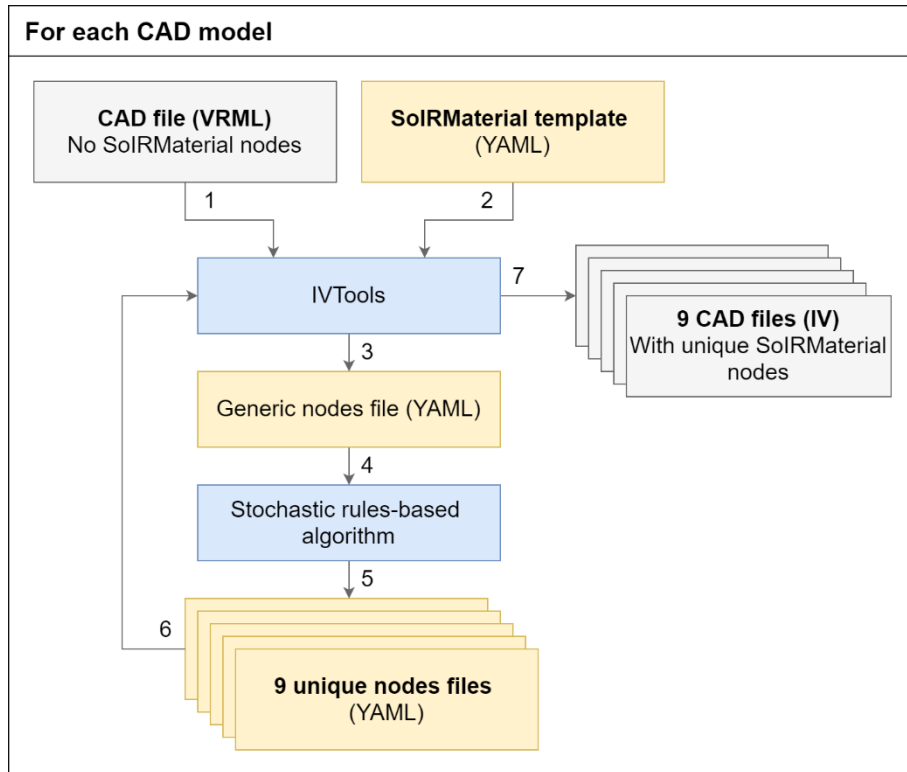 For each CAD model
CAD file (VRML)
No SoIRMaterial nodes
SoIRMaterial template
(YAML)
1
2
IVTools
7
9 CAD files (IV)
With unique SoIRMaterial
nodes
3
Generic nodes file (YAML)
4
Stochastic rules-based
algorithm
5
6
9 unique nodes files
(YAML)